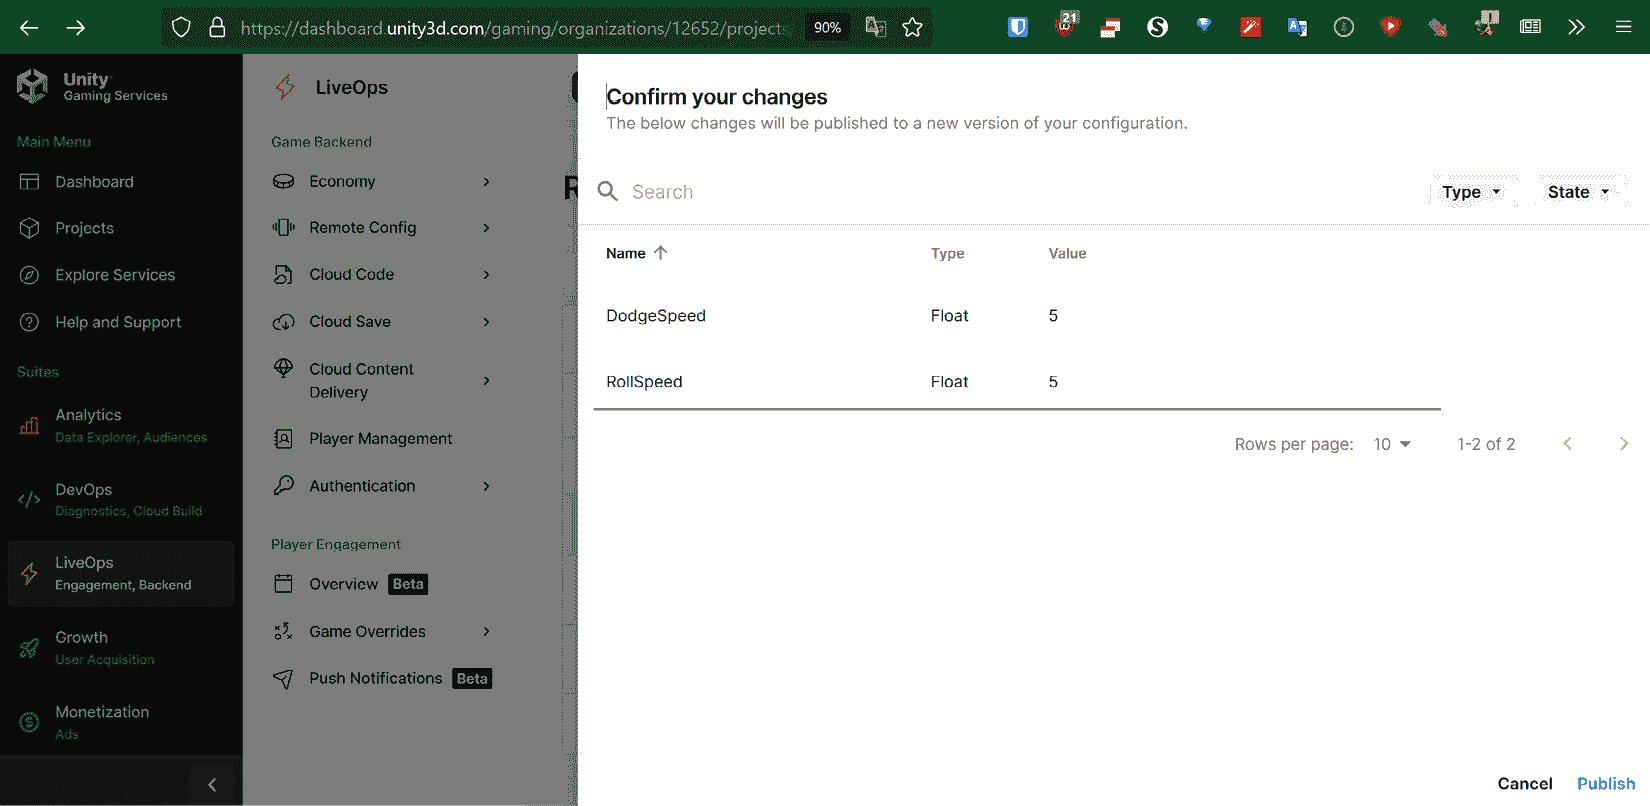 https://dashboard.unity3d.com/gaming/organizations/12652/project
90%
21
Unity
Gaming Services
Main Menu
Dashboard
Projects
Explore Services
Help and Support
Suites
Analytics
Data Explorer, Audiences
DevOps
Diagnostics, Cloud Build
LiveOps
Engagement, Backend
Growth
User Acquisition
Monetization
Ads
LiveOps
Game Backend
Economy
Remote Config
Cloud Code
Cloud Save
Cloud Content
Delivery
Player Management
Authentication
Player Engagement
Overview Beta
Game Overrides
Push Notifications Beta
R
Confirm your changes
The below changes will be published to a new version of your configuration.
Search
Type
State
Name Type Value
DodgeSpeed Float 5
RollSpeed Float 5
Rows per page: 10 1-2 of 2
Cancel Publish